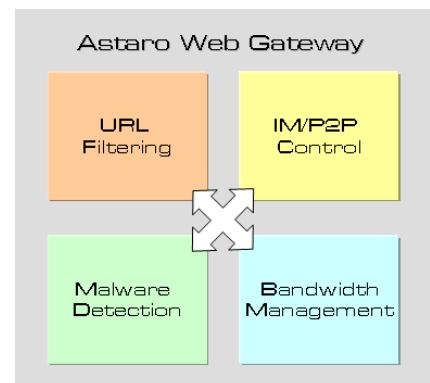 Astaro Web Gateway
URL
Filtering
IM/P2P
Control
Malware
Detection
Bandwidth
Management